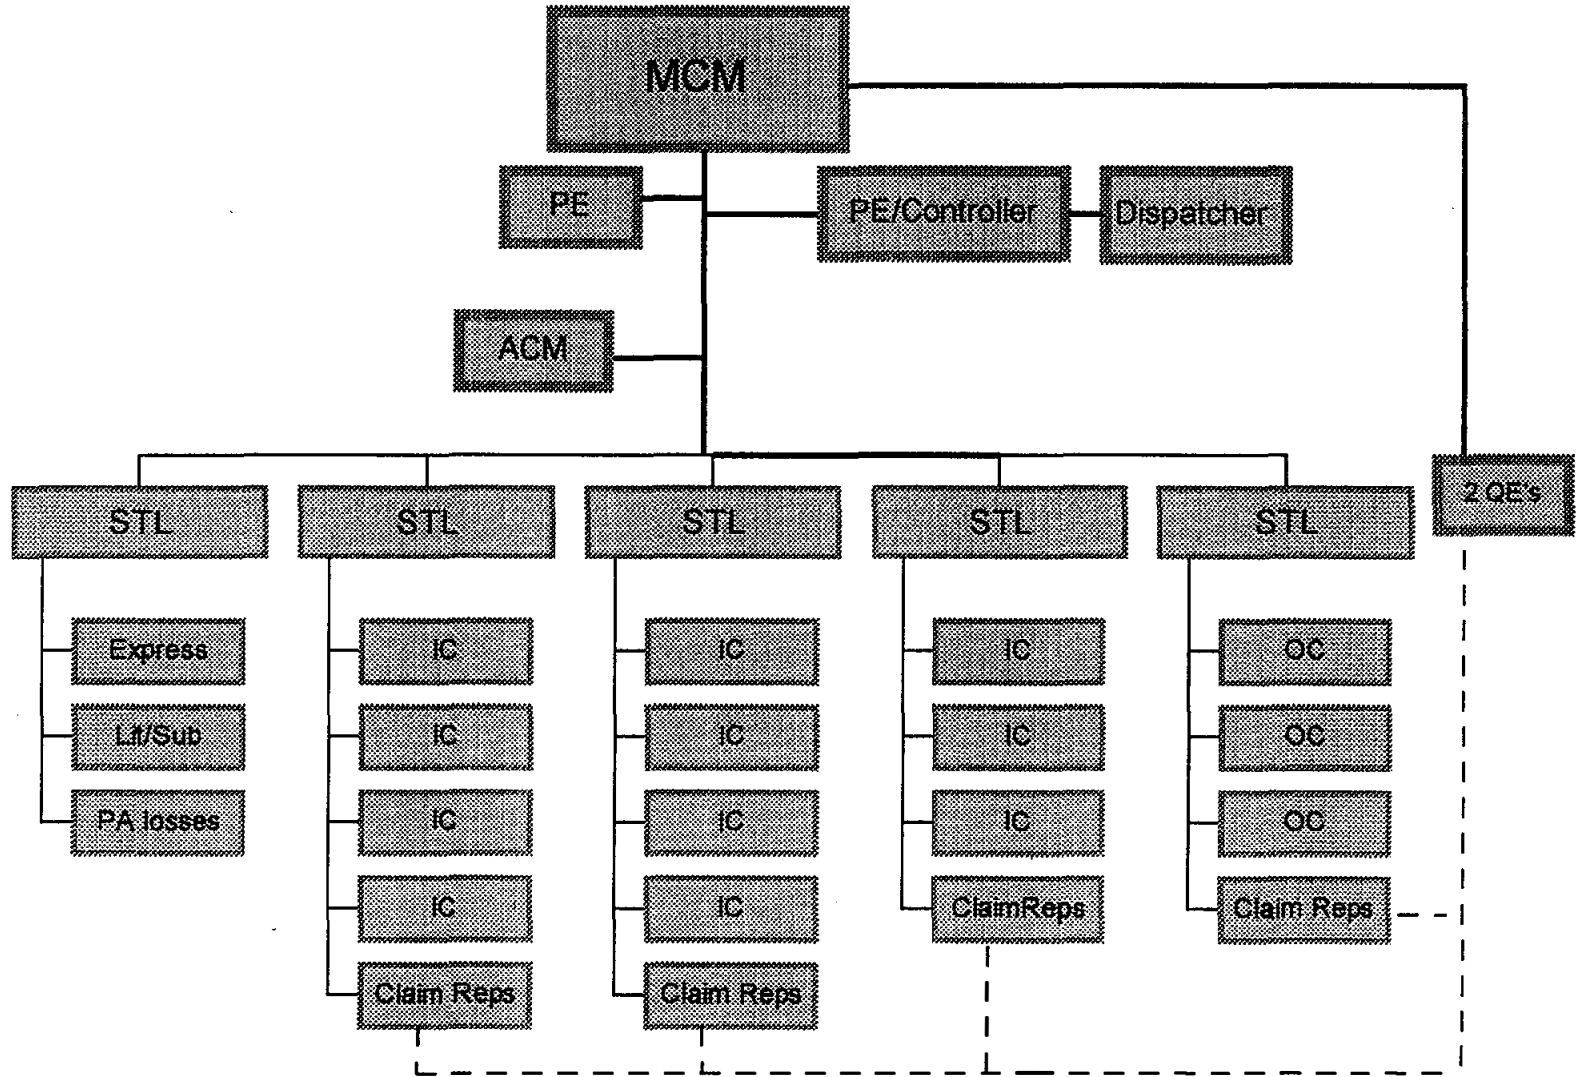 MCM
PE
PE/Controller
Dispatcher
ACM
STL
STL
STL
STL
STL
2 QE's
Express
IC
IC
IC
OC
Lit/Sub
IC
IC
IC
OC
PA losses
IC
IC
IC
OC
IC
IC
ClaimReps
Claim Reps
Claim Reps
Claim Reps